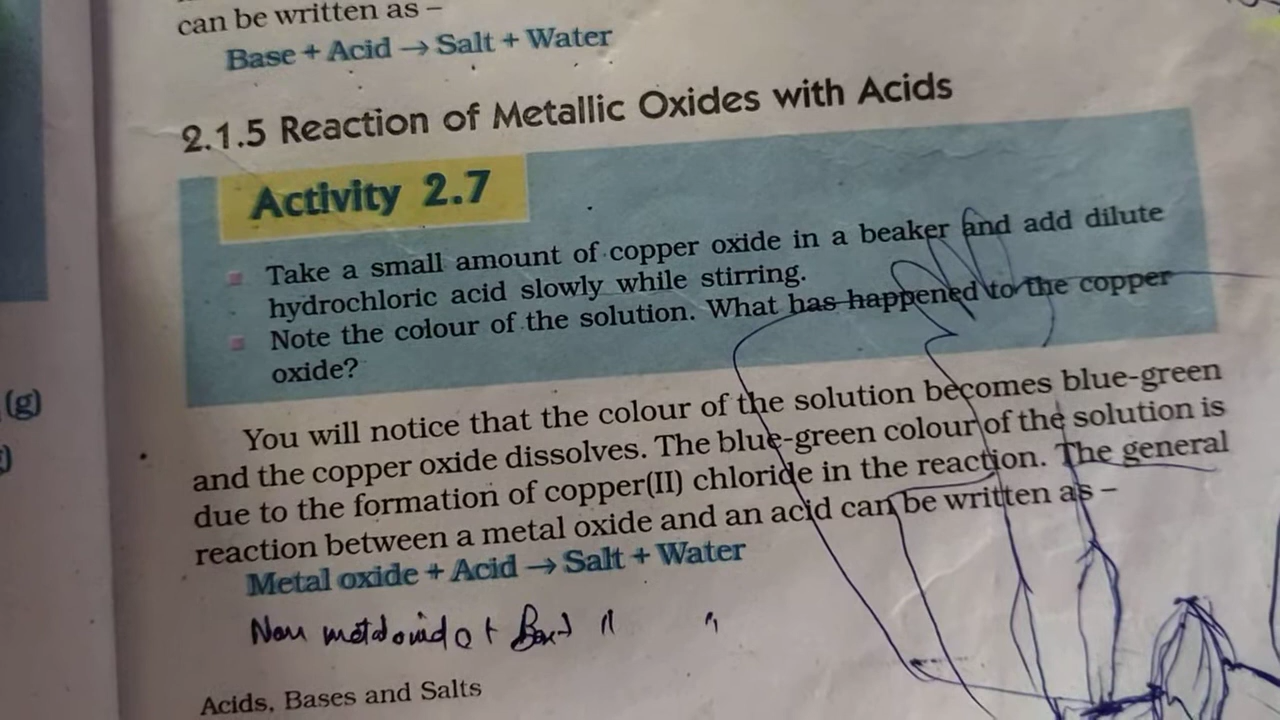 can be written as –
Base + Acid → Salt + Water
2.1.5 Reaction of Metallic Oxides with Acids
Activity 2.7
Take a small amount of copper oxide in a beaker and add dilute
hydrochloric acid slowly while stirring.
Note the colour of the solution. What has happened to the copper
oxide?
(g)
)
You will notice that the colour of the solution becomes blue-green
and the copper oxide dissolves. The blue-green colour of the solution is
due to the formation of copper(II) chloride in the reaction. The general
reaction between a metal oxide and an acid can be written as –
Metal oxide + Acid → Salt + Water
Non metal oxide + 〃 〃
Acids, Bases and Salts